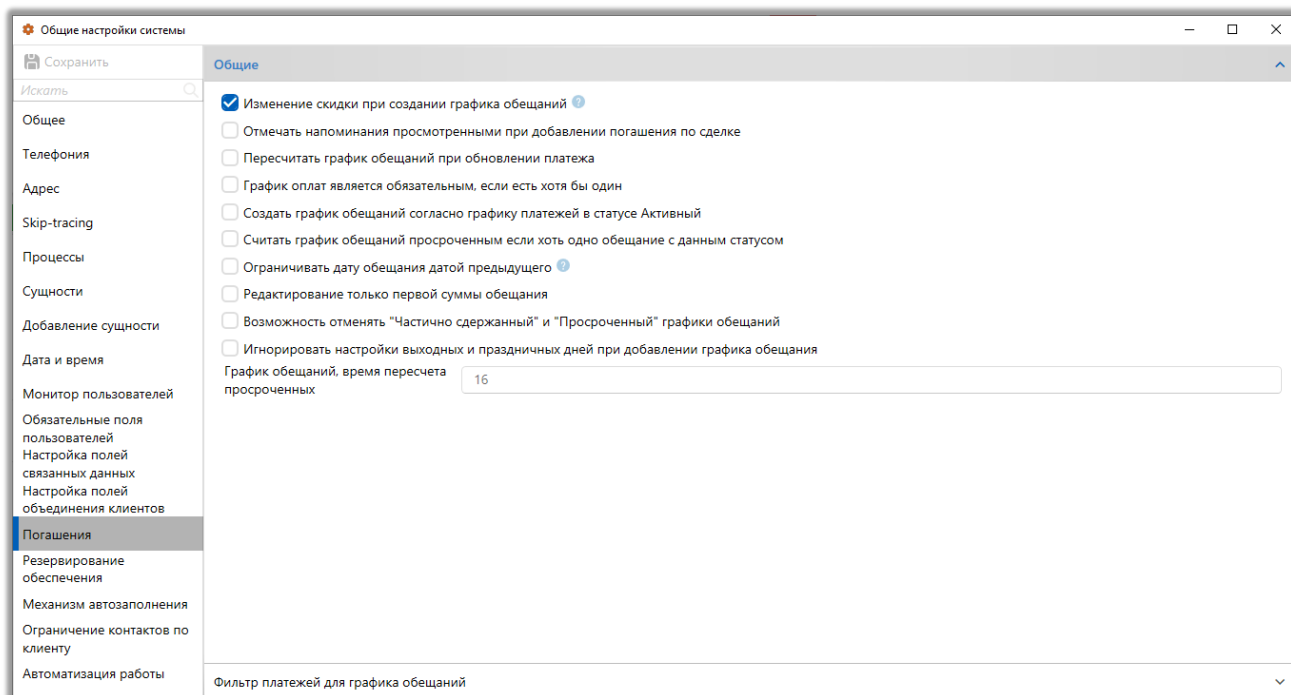 Общие настройки системы
Сохранить
Искать
Общее
Телефония
Адрес
Skip-tracing
Процессы
Сущности
Добавление сущности
Дата и время
Монитор пользователей
Обязательные поля
пользователей
Настройка полей
связанных данных
Настройка полей
объединения клиентов
Погашения
Резервирование
обеспечения
Механизм автозаполнения
Ограничение контактов по
клиенту
Автоматизация работы
Общие
Изменение скидки при создании графика обещаний ?
Отмечать напоминания просмотренными при добавлении погашения по сделке
Пересчитать график обещаний при обновлении платежа
График оплат является обязательным, если есть хотя бы один
Создать график обещаний согласно графику платежей в статусе Активный
Считать график обещаний просроченным если хоть одно обещание с данным статусом
Ограничивать дату обещания датой предыдущего ?
Редактирование только первой суммы обещания
Возможность отменять "Частично сдержанный" и "Просроченный" графики обещаний
Игнорировать настройки выходных и праздничных дней при добавлении графика обещания
График обещаний, время пересчета
просроченных
16
Фильтр платежей для графика обещаний